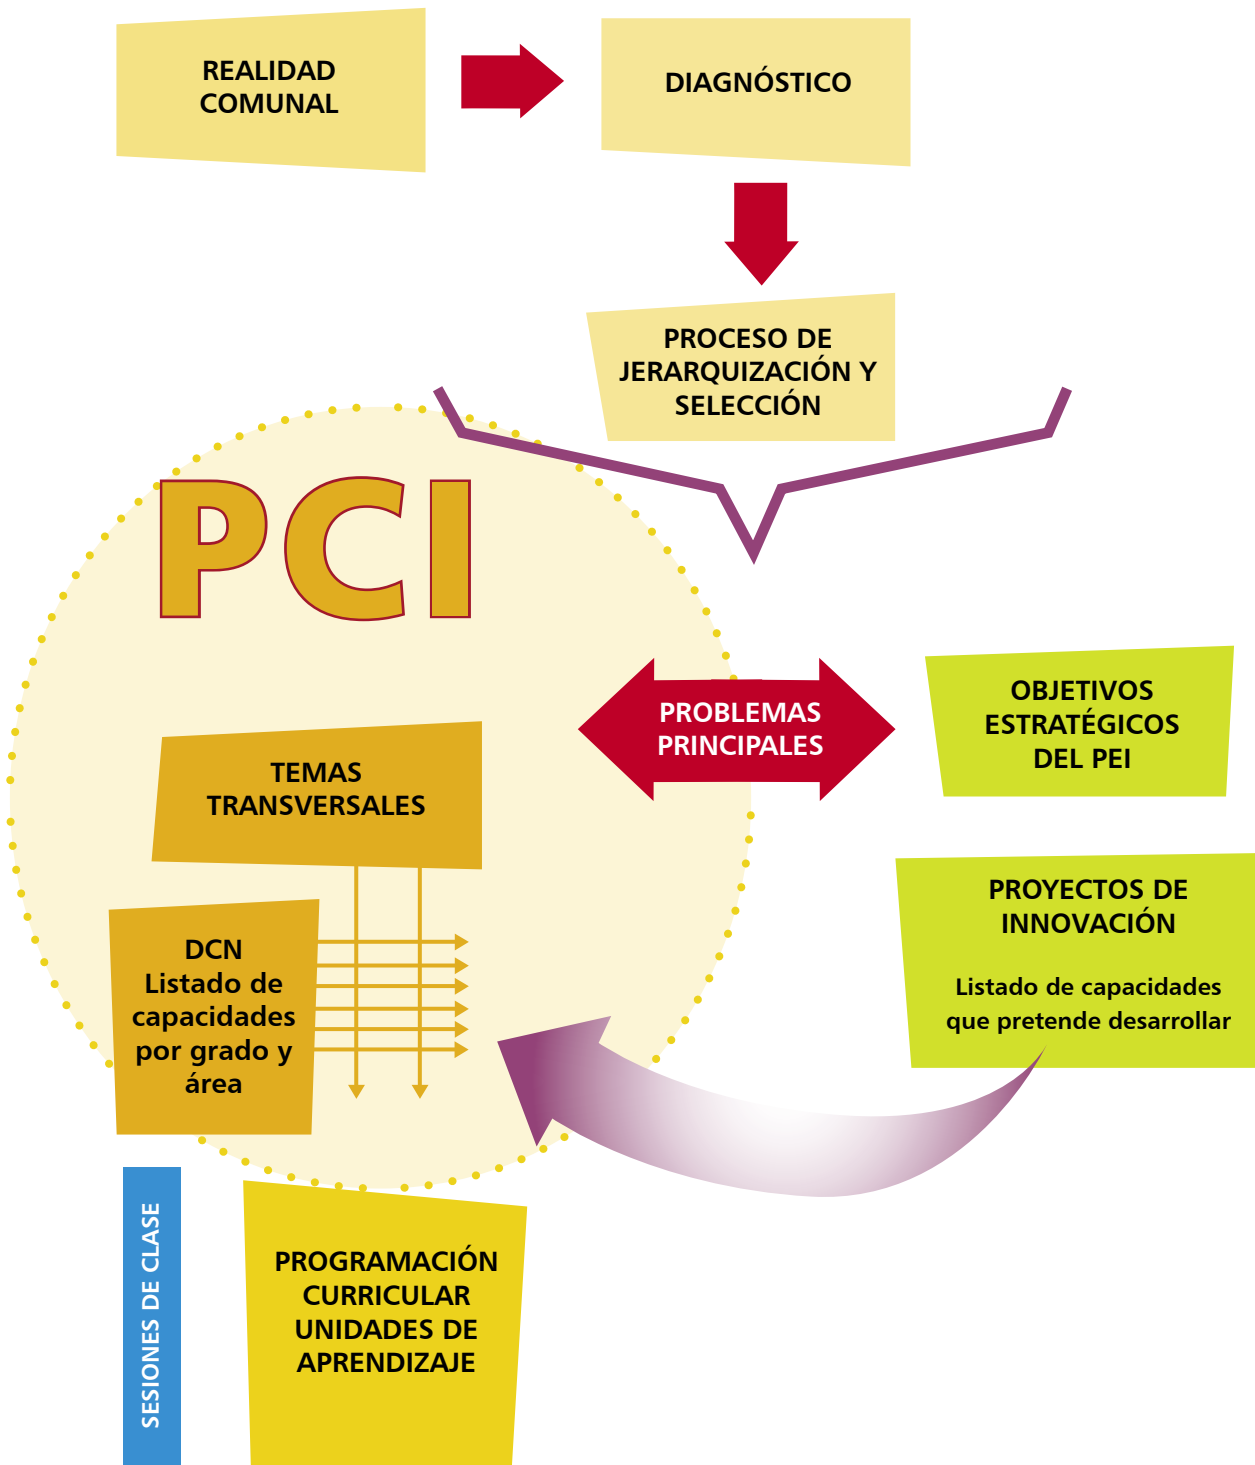 REALIDAD
COMUNAL
DIAGNÓSTICO
PROCESO DE
JERARQUIZACIÓN Y
SELECCIÓN
PCI
PROBLEMAS
PRINCIPALES
OBJETIVOS
ESTRATÉGICOS
DEL PEI
TEMAS
TRANSVERSALES
PROYECTOS DE
INNOVACIÓN
Listado de capacidades
que pretende desarrollar
DCN
Listado de
capacidades
por grado y
área
SESIONES DE CLASE
PROGRAMACIÓN
CURRICULAR
UNIDADES DE
APRENDIZAJE